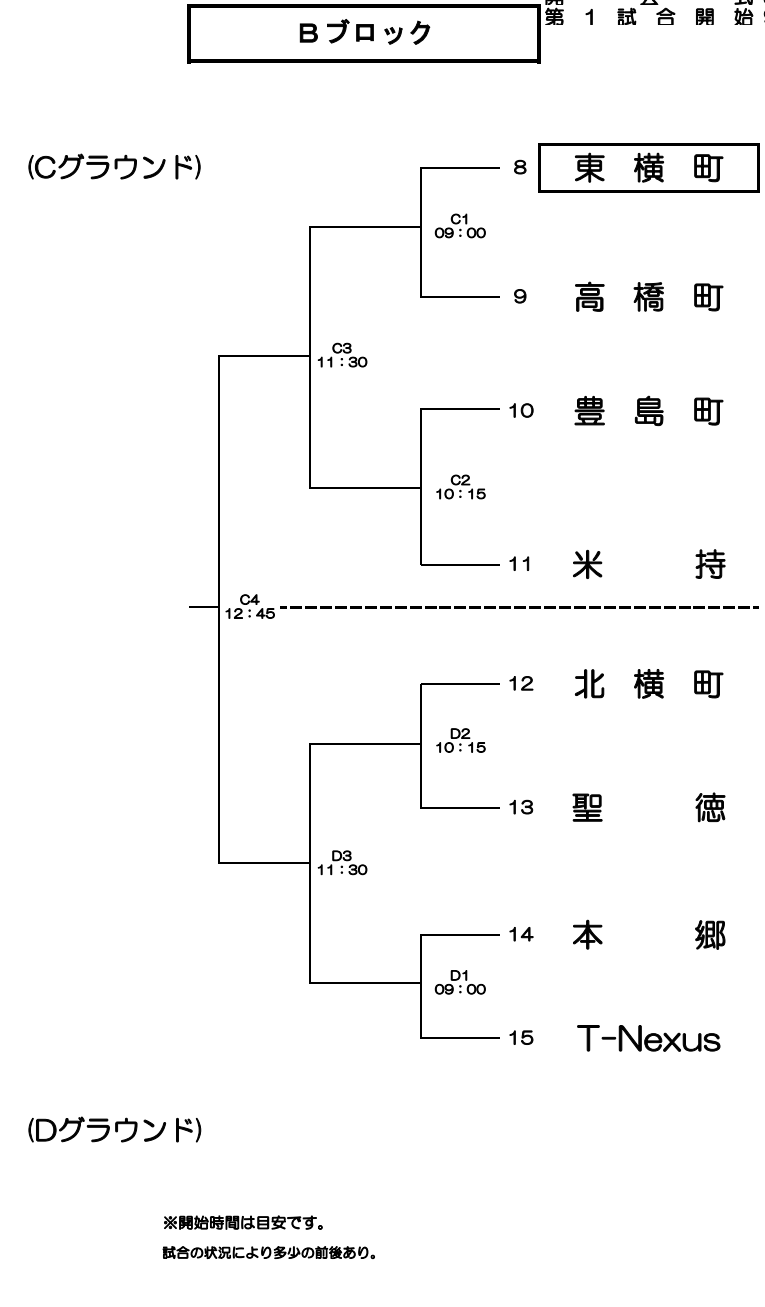 Bブロック
第 1 試 合 開 始
(Cグラウンド)
8 東 横 町
C1
09:00
9 高 橋 町
C3
11:30
10 豊 島 町
C2
10:15
11 米 持
C4
12:45
12 北 横 町
D2
10:15
13 聖 徳
D3
11:30
14 本 郷
D1
09:00
15 T-Nexus
(Dグラウンド)
※開始時間は目安です。
試合の状況により多少の前後あり。